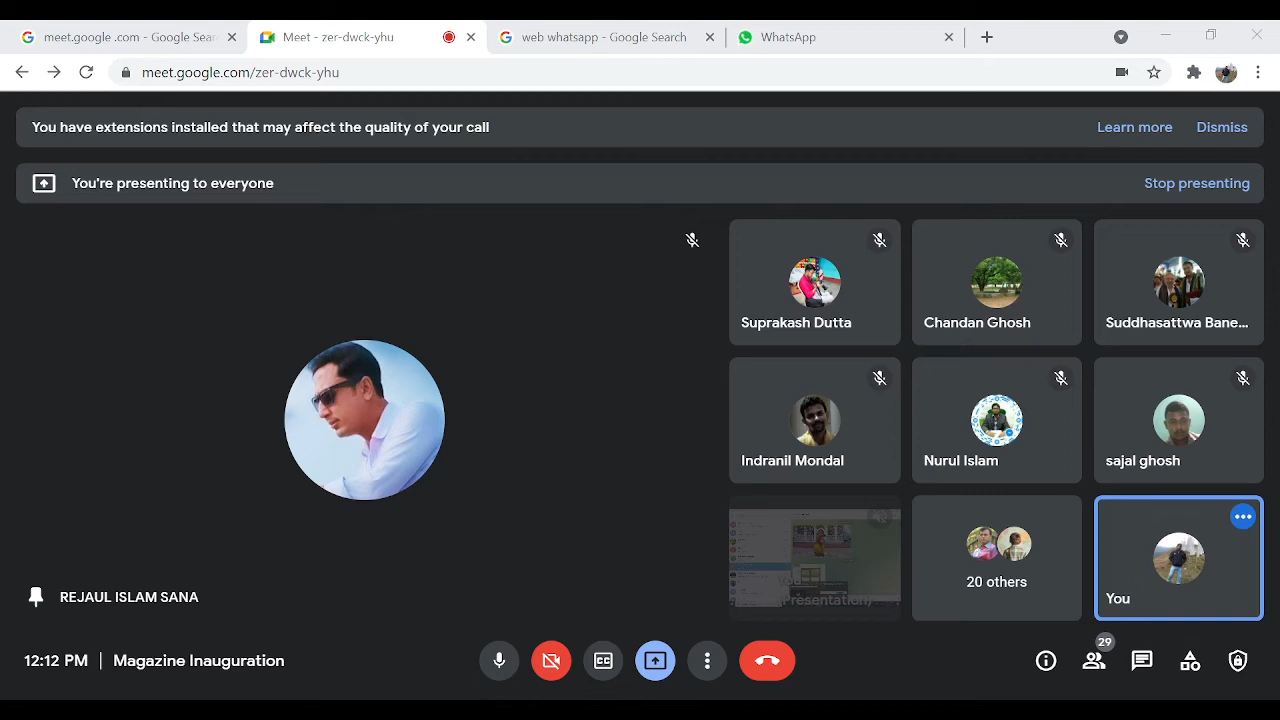 meet.google .com - Google Sear
Meet - zer-dwck-yhu
web whatsapp - Google Search
WhatsApp
meet.google.com/zer-dwck-yhu
You have extensions installed that may affect the quality of your call
Learn more
Dismiss
You're presenting to everyone
Stop presenting
Suprakash Dutta
Chandan Ghosh
Suddhasattwa Bane...
Indranil Mondal
Nurul Islam
sajal ghosh
REJAUL ISLAM SANA
You
Presentation)
20 others
You
12:12 PM | Magazine Inauguration
CC
29